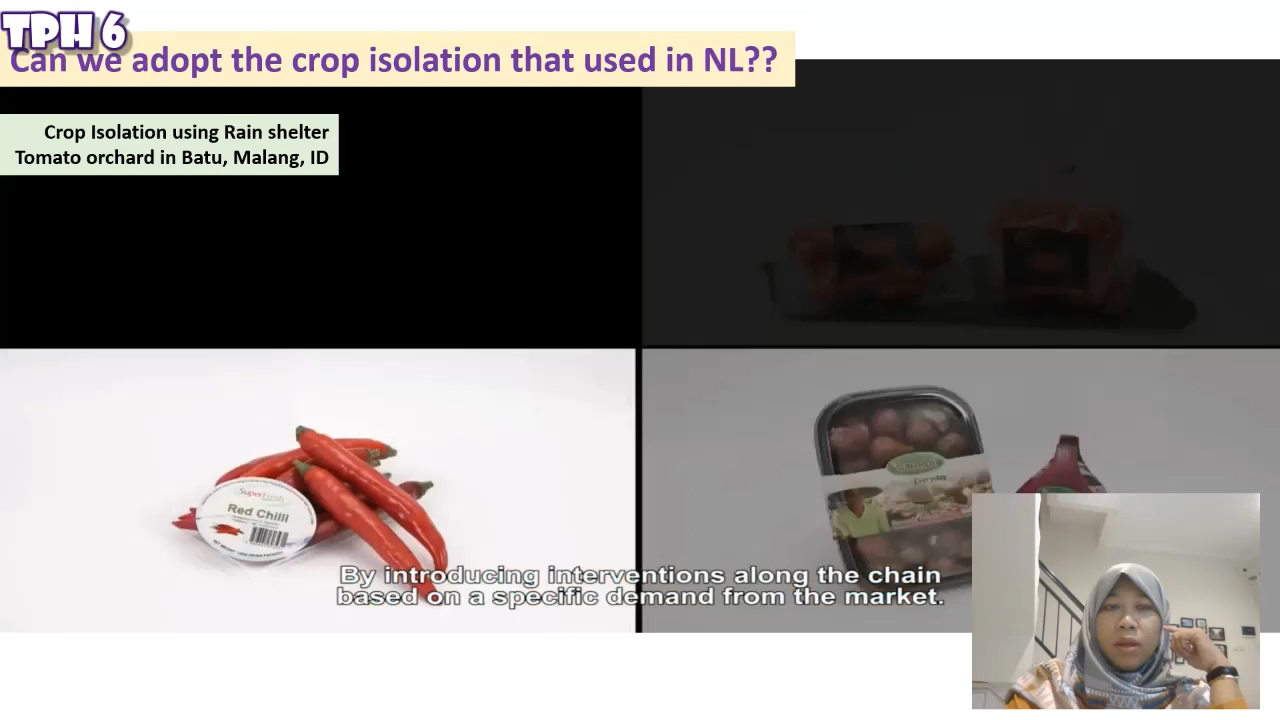 TPH 6
Can we adopt the crop isolation that used in NL??
Crop Isolation using Rain shelter
Tomato orchard in Batu, Malang, ID
Superfresh
Red Chilli
Everyday
By introducing interventions along the chain
based on a specific demand from the market.